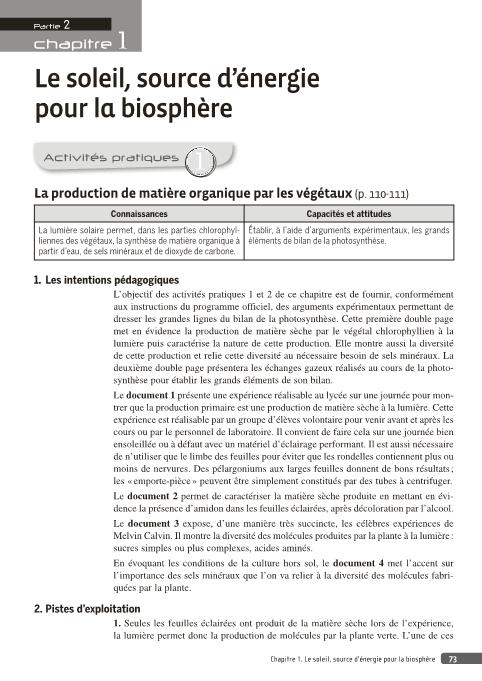 Partie 2
chapitre 1
Le soleil, source d'énergie
pour la biosphère
Activités pratiques 1
La production de matière organique par les végétaux (p. 110-111)
Connaissances
Capacités et attitudes
La lumière solaire permet, dans les parties chlorophyl-
liennes des végétaux, la synthèse de matière organique à
partir d'eau, de sels minéraux et de dioxyde de carbone.
Établir, à l'aide d'arguments expérimentaux, les grands
éléments de bilan de la photosynthèse.
1. Les intentions pédagogiques
L'objectif des activités pratiques 1 et 2 de ce chapitre est de fournir, conformément
aux instructions du programme officiel, des arguments expérimentaux permettant de
dresser les grandes lignes du bilan de la photosynthèse. Cette première double page
met en évidence la production de matière sèche par le végétal chlorophyllien à la
lumière puis caractérise la nature de cette production. Elle montre aussi la diversité
de cette production et relie cette diversité au nécessaire besoin de sels minéraux. La
deuxième double page présentera les échanges gazeux réalisés au cours de la photo-
synthèse pour établir les grands éléments de son bilan.
Le document 1 présente une expérience réalisable au lycée sur une journée pour mon-
trer que la production primaire est une production de matière sèche à la lumière. Cette
expérience est réalisable par un groupe d'élèves volontaire pour venir avant et après les
cours ou par le personnel de laboratoire. Il convient de faire cela sur une journée bien
ensoleillée ou à défaut avec un matériel d'éclairage performant. Il est aussi nécessaire
de n'utiliser que le limbe des feuilles pour éviter que les rondelles contiennent plus ou
moins de nervures. Des pélargoniums aux larges feuilles donnent de bons résultats ;
les « emporte-pièce » peuvent être simplement constitués par des tubes à centrifuger.
Le document 2 permet de caractériser la matière sèche produite en mettant en évi-
dence la présence d'amidon dans les feuilles éclairées, après décoloration par l'alcool.
Le document 3 expose, d'une manière très succincte, les célèbres expériences de
Melvin Calvin. Il montre la diversité des molécules produites par la plante à la lumière :
sucres simples ou plus complexes, acides aminés.
En évoquant les conditions de la culture hors sol, le document 4 met l'accent sur
l'importance des sels minéraux que l'on va relier à la diversité des molécules fabri-
quées par la plante.
2. Pistes d'exploitation
1. Seules les feuilles éclairées ont produit de la matière sèche lors de l'expérience,
la lumière permet donc la production de molécules par la plante verte. L'une de ces
Chapitre 1. Le soleil, source d'énergie pour la biosphère 73